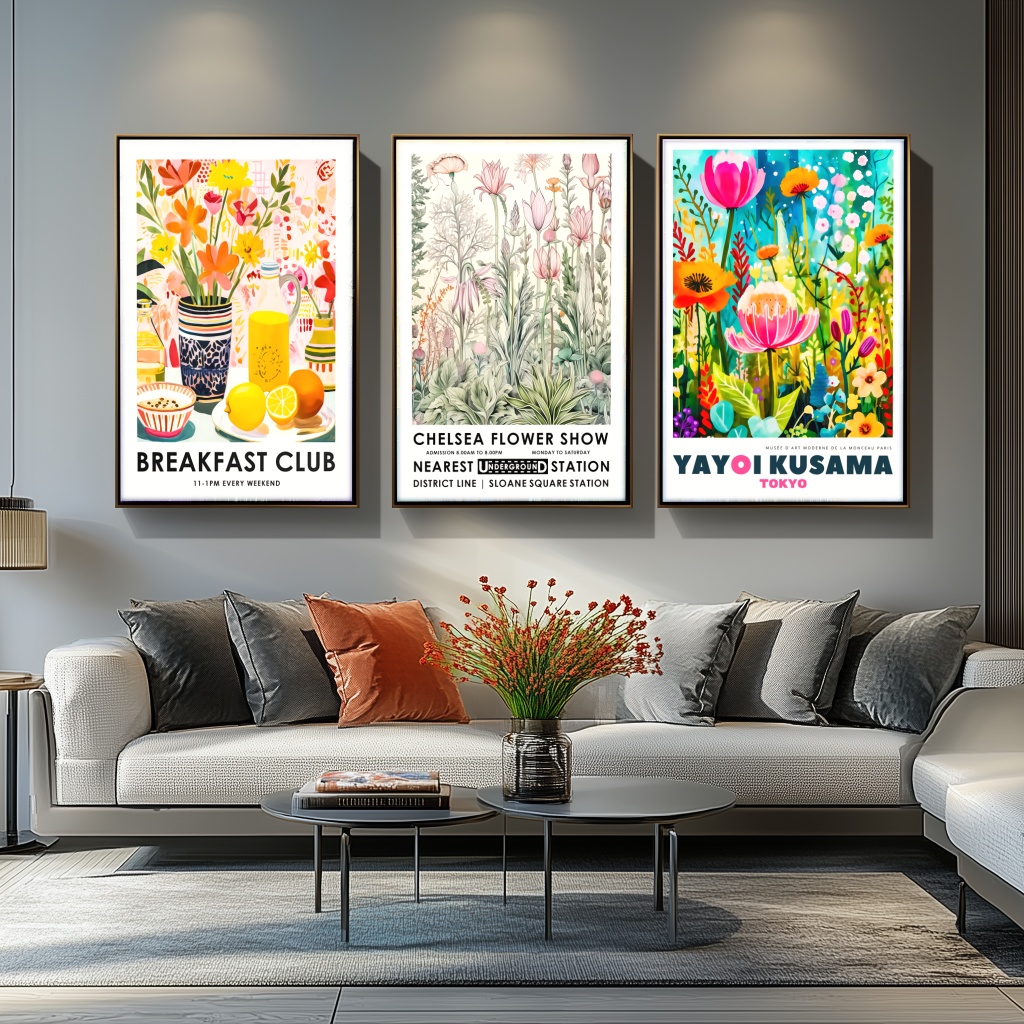 BREAKFAST CLUB
11-1PM EVERY WEEKEND
CHELSEA FLOWER SHOW
ADMISSION 8.00AM TO 8.00PM MONDAY TO SATURDAY
NEAREST UNDERGROUND STATION
DISTRICT LINE | SLOANE SQUARE STATION
MUSÉE D'ART MODERNE DE LA MONCEAU PARIS
YAYOI KUSAMA
TOKYO